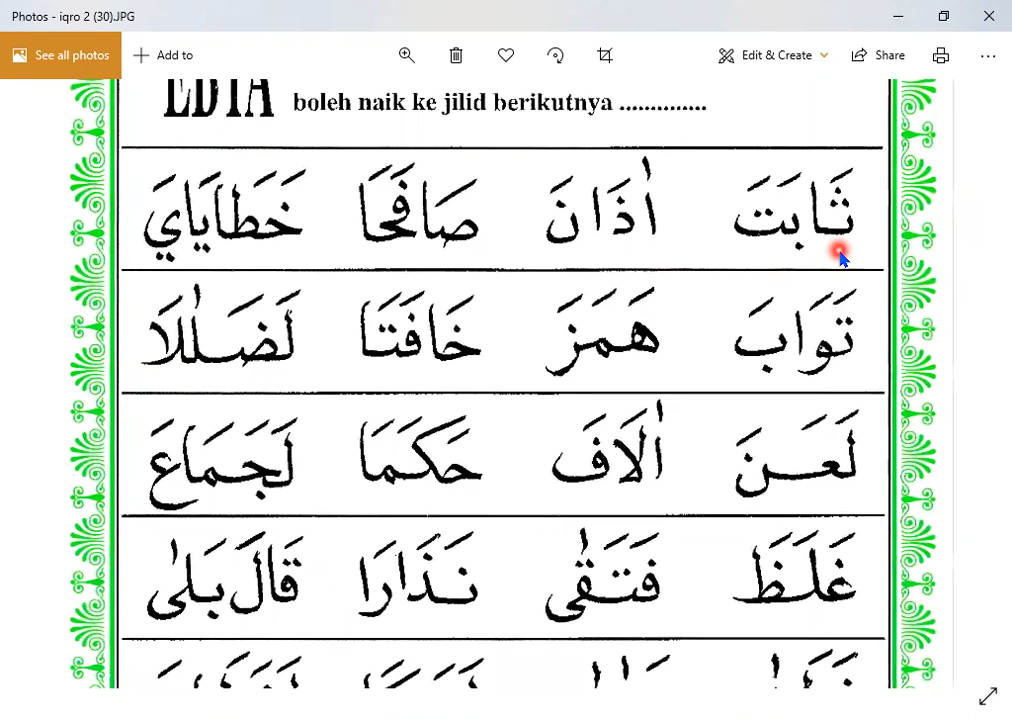 Photos - iqro 2 (30).JPG
See all photos Add to Edit & Create Share
EBTA boleh naik ke jilid berikutnya ..............
ثَابَتَ اٰذَانَ صَافَحَا خَطَايَايَ
تَوَابَ هَمَزَ خَافَتَا لَضَلٰلَا
لَعَنَ اٰلَافَ حَكَمَا لَجَمَاعَ
غَلَظَ فَتَقٰى نَذَارَا قَالَ بَلٰى